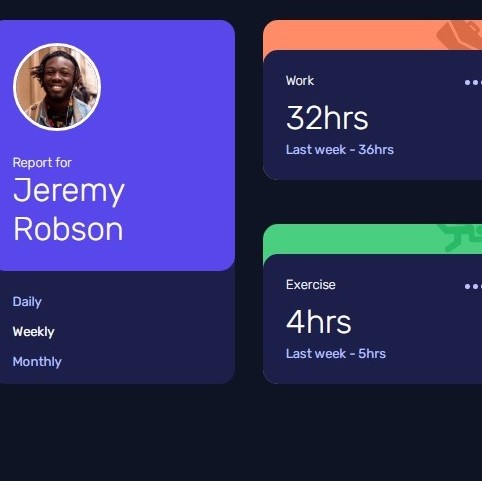 Report for
Jeremy
Robson
Daily
Weekly
Monthly
Work
32hrs
Last week - 36hrs
Exercise
4hrs
Last week - 5hrs